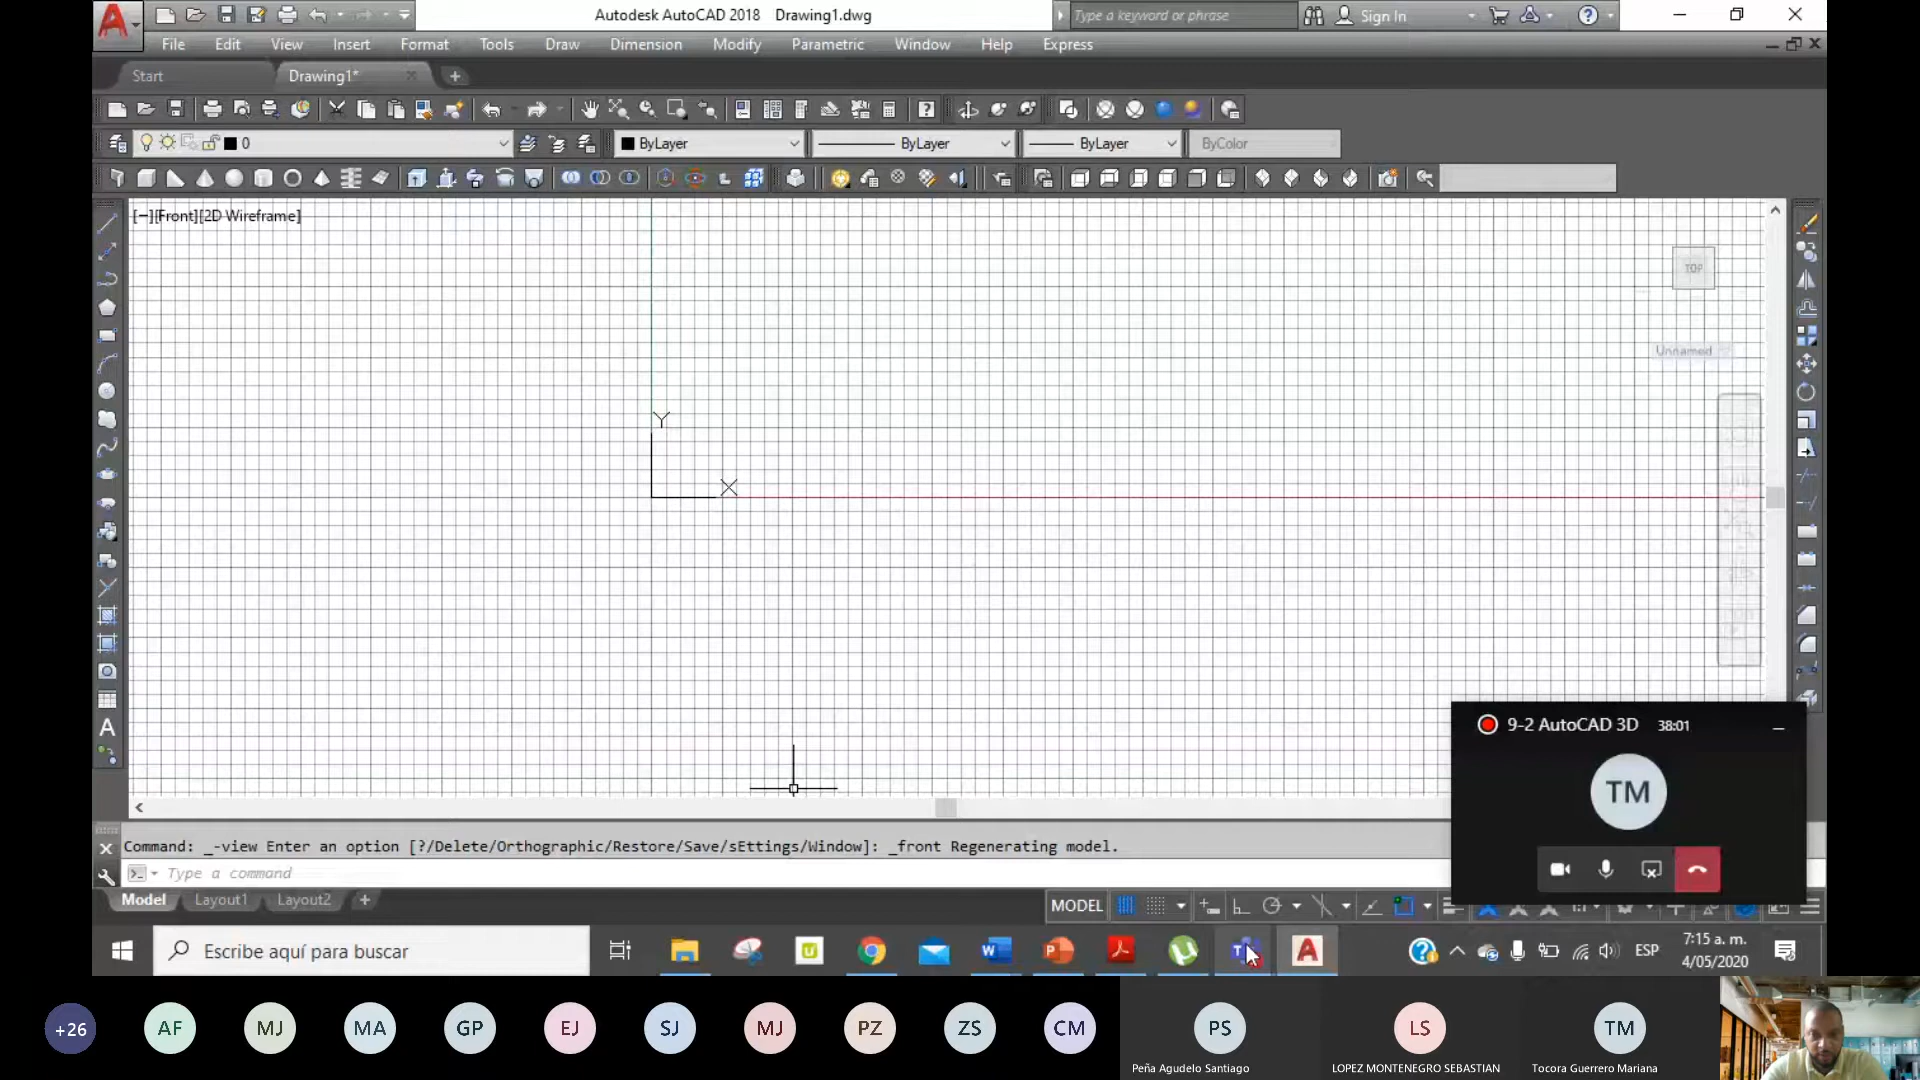 Autodesk AutoCAD 2018 Drawing1.dwg
Type a keyword or phrase
Sign In
File Edit View Insert Format Tools Draw Dimension Modify Parametric Window Help Express
Start Drawing1*
0 ByLayer ByLayer ByLayer ByColor
[−][Front][2D Wireframe]
TOP
Unnamed
Y
X
9-2 AutoCAD 3D 38:01
TM
Command: _-view Enter an option [?/Delete/Orthographic/Restore/Save/sEttings/Window]: _front Regenerating model.
Type a command
Model Layout1 Layout2
MODEL
Escribe aquí para buscar
ESP
7:15 a. m.
4/05/2020
+26 AF MJ MA GP EJ SJ MJ PZ ZS CM PS LS TM
Peña Agudelo Santiago LOPEZ MONTENEGRO SEBASTIAN Tocora Guerrero Mariana